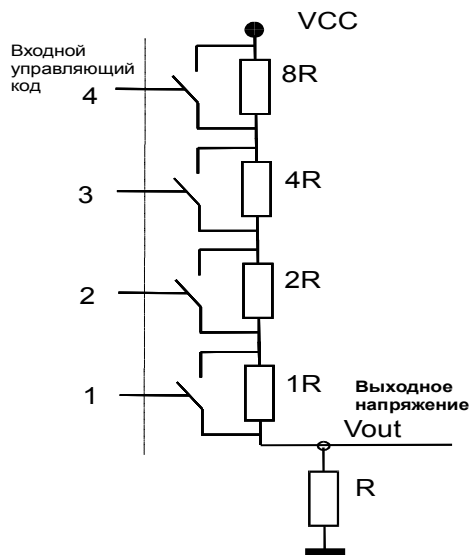 VCC
Входной
управляющий
код
4
8R
3
4R
2
2R
1
1R
Выходное
напряжение
Vout
R